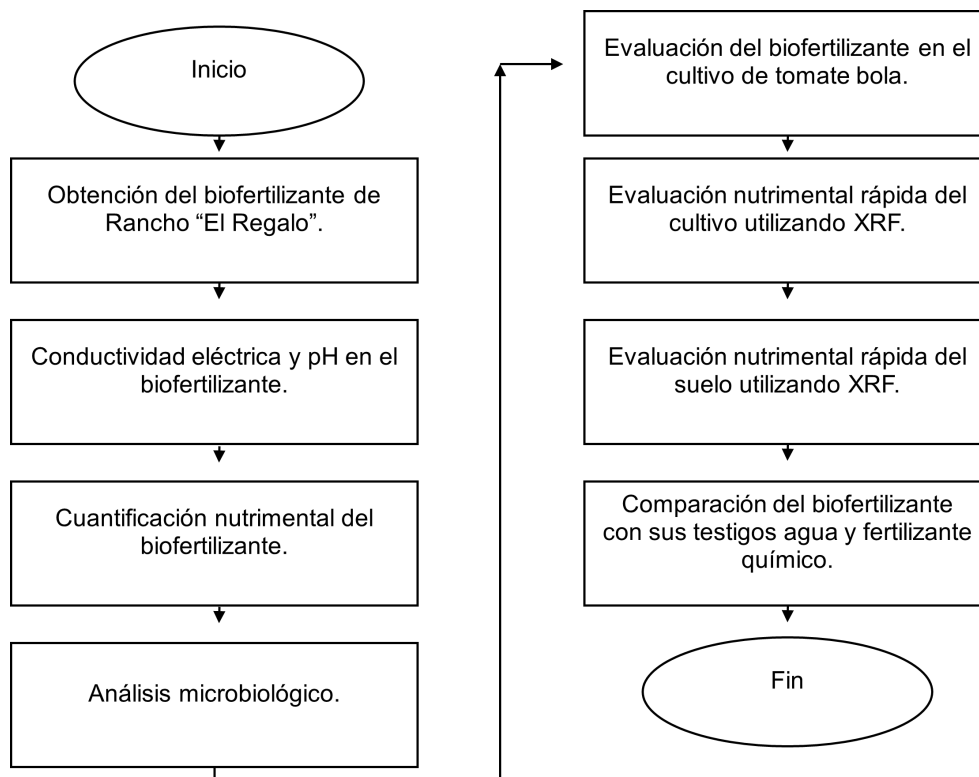 Inicio
Obtención del biofertilizante de
Rancho “El Regalo”.
Conductividad eléctrica y pH en el
biofertilizante.
Cuantificación nutrimental del
biofertilizante.
Análisis microbiológico.
Evaluación del biofertilizante en el
cultivo de tomate bola.
Evaluación nutrimental rápida del
cultivo utilizando XRF.
Evaluación nutrimental rápida del
suelo utilizando XRF.
Comparación del biofertilizante
con sus testigos agua y fertilizante
químico.
Fin